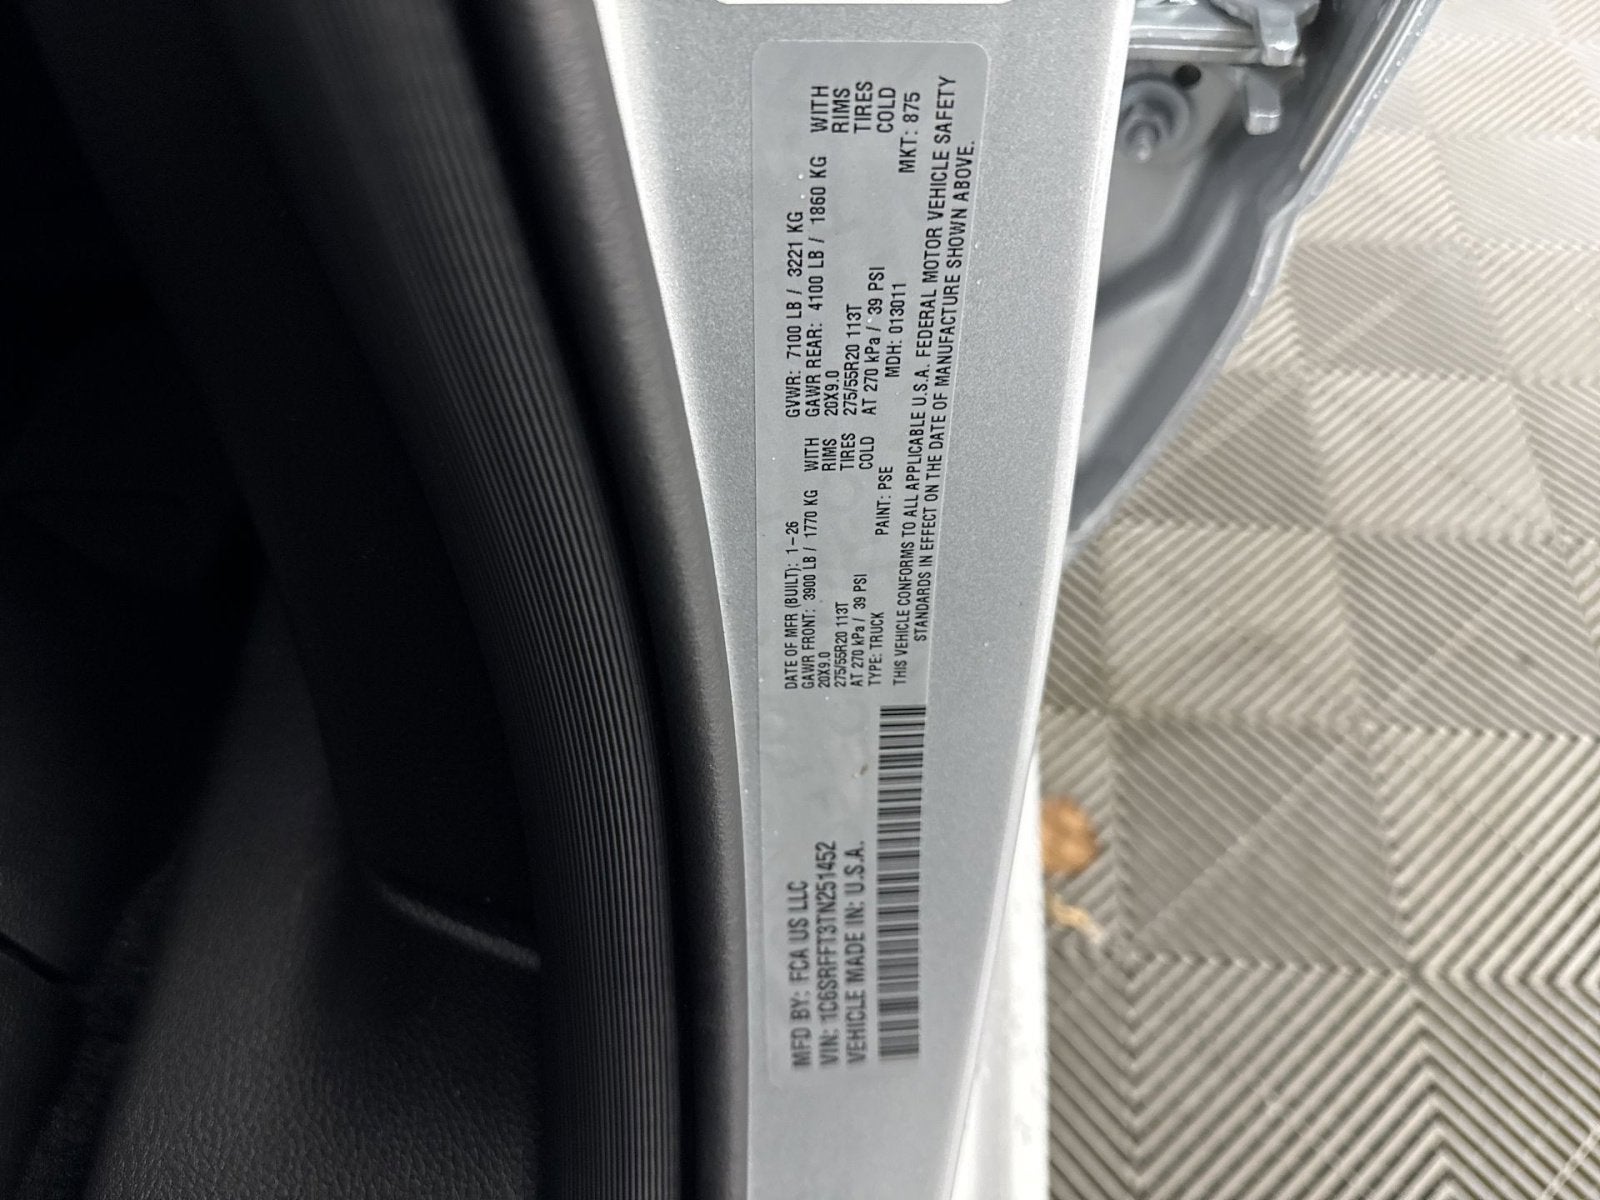 MFD BY: FCA US LLC
VIN: 1C6SRFFT3TN251452
VEHICLE MADE IN: U.S.A.
DATE OF MFR (BUILT): 1-26 GVWR: 7100 LB / 3221 KG
GAWR FRONT: 3900 LB / 1770 KG WITH GAWR REAR: 4100 LB / 1860 KG WITH
20X9.0 RIMS 20X9.0 RIMS
275/55R20 113T TIRES 275/55R20 113T TIRES
AT 270 kPa / 39 PSI COLD AT 270 kPa / 39 PSI COLD
TYPE: TRUCK PAINT: PSE MDH: 013011 MKT: 875
THIS VEHICLE CONFORMS TO ALL APPLICABLE U.S.A. FEDERAL MOTOR VEHICLE SAFETY
STANDARDS IN EFFECT ON THE DATE OF MANUFACTURE SHOWN ABOVE.